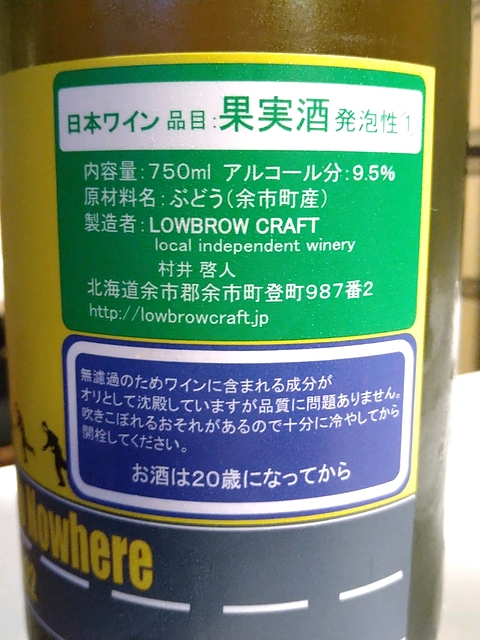 日本ワイン 品目:果実酒 発泡性 1
内容量:750ml アルコール分:9.5%
原材料名:ぶどう(余市町産)
製造者:LOWBROW CRAFT
local independent winery
村井 啓人
北海道余市郡余市町登町987番2
http://lowbrowcraft.jp
無濾過のためワインに含まれる成分が
オリとして沈殿していますが品質に問題ありません。
吹きこぼれるおそれがあるので十分に冷やしてから
開栓してください。
お酒は20歳になってから
Nowhere